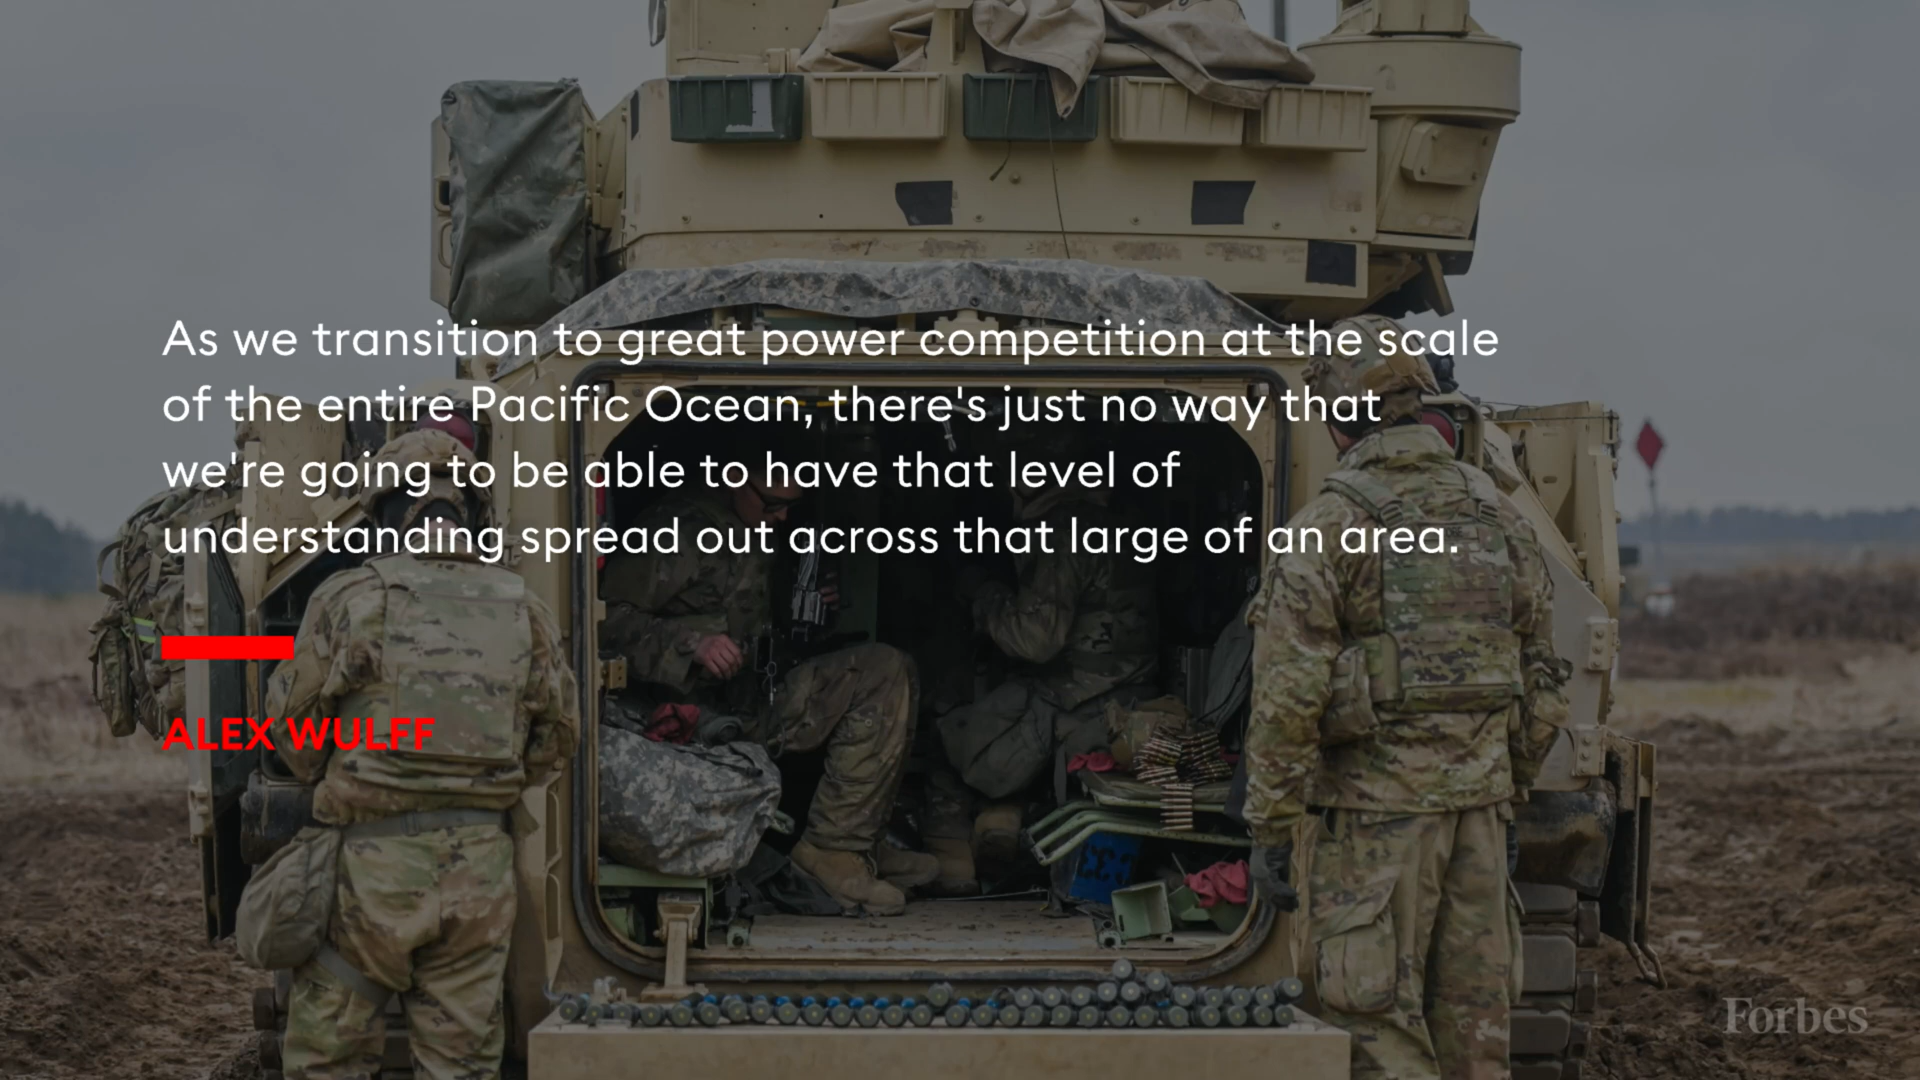 As we transition to great power competition at the scale
of the entire Pacific Ocean, there's just no way that
we're going to be able to have that level of
understanding spread out across that large of an area.
ALEX WULFF
Forbes